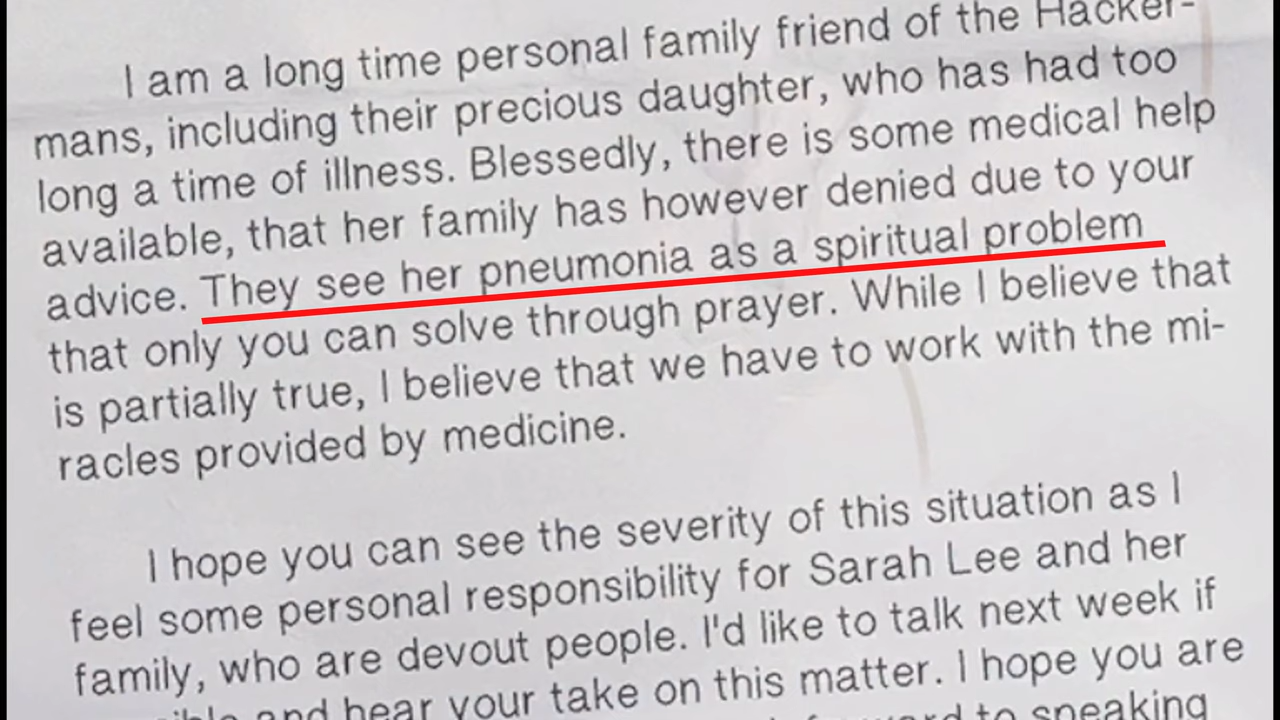 I am a long time personal family friend of the Hacker-
mans, including their precious daughter, who has had too
long a time of illness. Blessedly, there is some medical help
available, that her family has however denied due to your
advice. They see her pneumonia as a spiritual problem
that only you can solve through prayer. While I believe that
is partially true, I believe that we have to work with the mi-
racles provided by medicine.
I hope you can see the severity of this situation as I
feel some personal responsibility for Sarah Lee and her
family, who are devout people. I'd like to talk next week if
and hear your take on this matter. I hope you are
to speaking